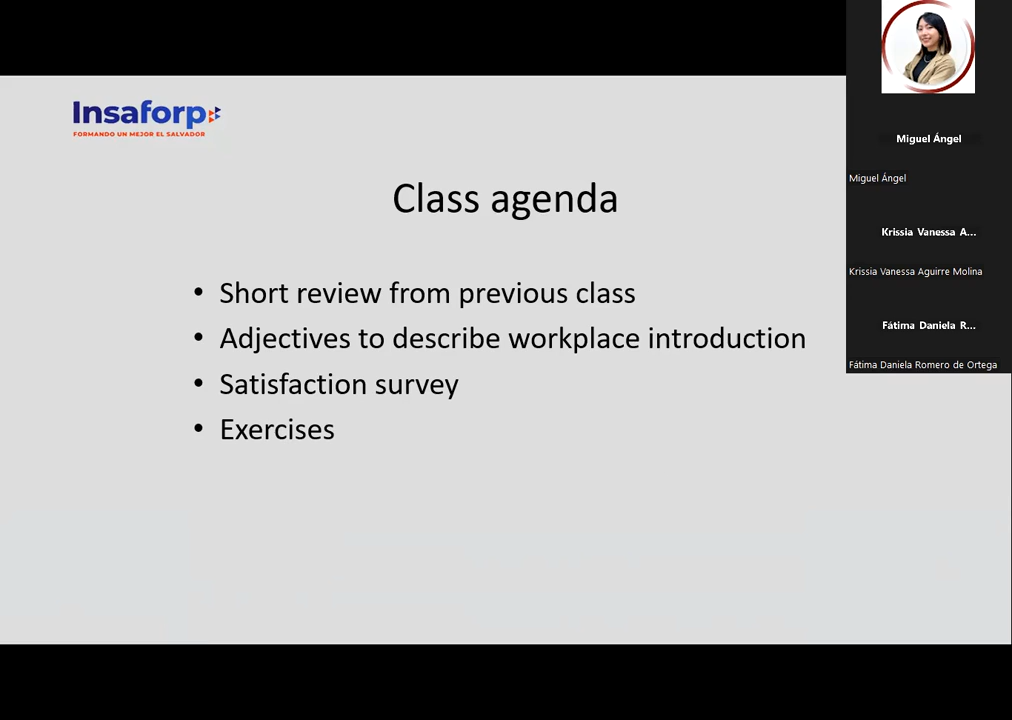 Insaforp
FORMANDO UN MEJOR EL SALVADOR
Class agenda
• Short review from previous class
• Adjectives to describe workplace introduction
• Satisfaction survey
• Exercises
Miguel Ángel
Miguel Ángel
Krissia Vanessa A...
Krissia Vanessa Aguirre Molina
Fátima Daniela R...
Fátima Daniela Romero de Ortega